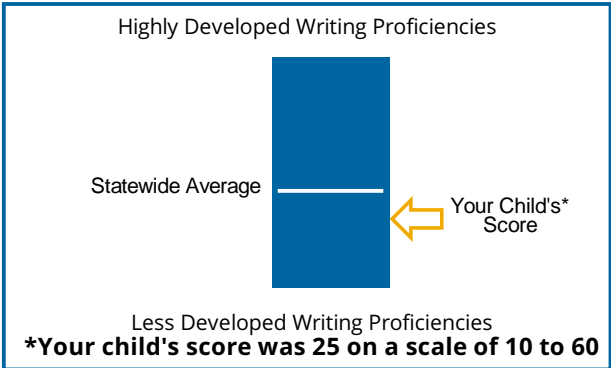 Highly Developed Writing Proficiencies
Statewide Average
Your Child's*
Score
Less Developed Writing Proficiencies
*Your child's score was 25 on a scale of 10 to 60